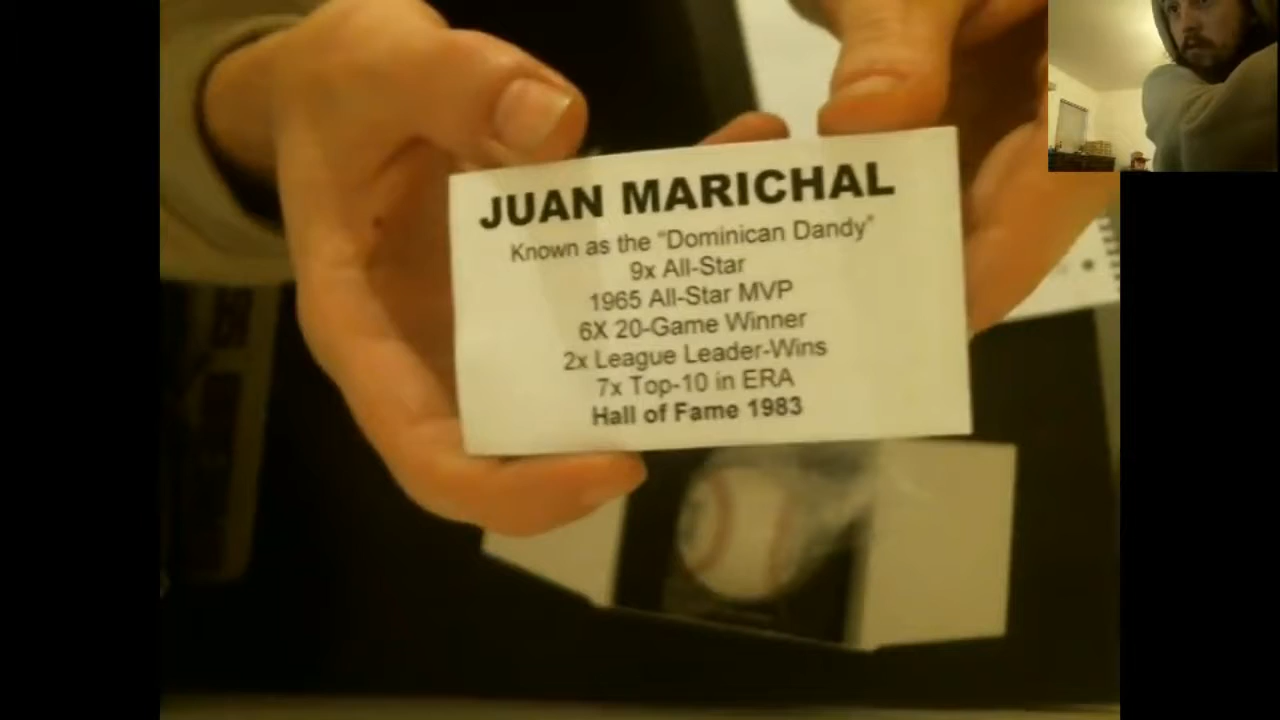 JUAN MARICHAL
Known as the "Dominican Dandy"
9x All-Star
1965 All-Star MVP
6X 20-Game Winner
2x League Leader-Wins
7x Top-10 in ERA
Hall of Fame 1983